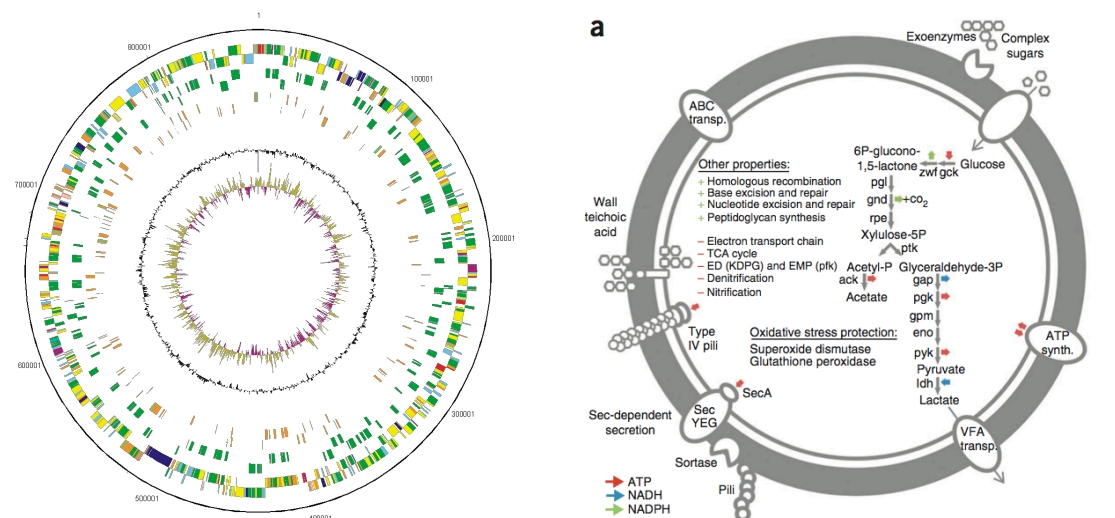 1
100001
200001
300001
400001
500001
600001
700001
800001
a
Exoenzymes
Complex
sugars
ABC
transp.
6P-glucono-
1,5-lactone
zwf gck
Glucose
pgl
gnd
+co2
rpe
Xylulose-5P
ptk
Acetyl-P
Glyceraldehyde-3P
ack
gap
Acetate
pgk
gpm
eno
pyk
Pyruvate
ldh
Lactate
Other properties:
+ Homologous recombination
+ Base excision and repair
+ Nucleotide excision and repair
+ Peptidoglycan synthesis
– Electron transport chain
– TCA cycle
– ED (KDPG) and EMP (pfk)
– Denitrification
– Nitrification
Oxidative stress protection:
Superoxide dismutase
Glutathione peroxidase
Wall
teichoic
acid
Type
IV pili
ATP
synth.
SecA
Sec
YEG
Sec-dependent
secretion
VFA
transp.
Sortase
Pili
ATP
NADH
NADPH